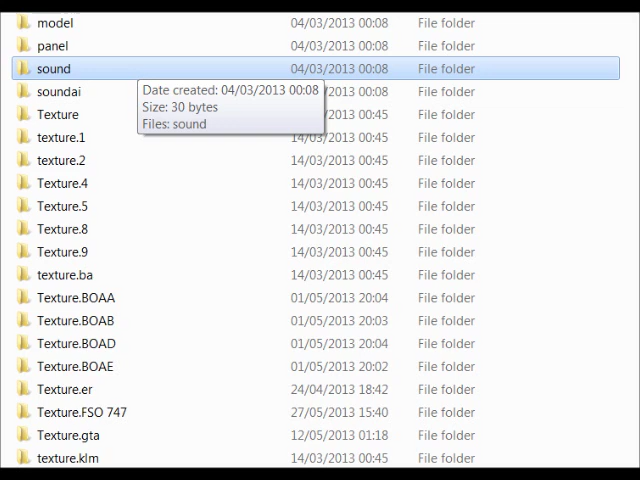 model 04/03/2013 00:08 File folder
panel 04/03/2013 00:08 File folder
sound 04/03/2013 00:08 File folder
soundai 04/03/2013 00:08 File folder
Date created: 04/03/2013 00:08
Size: 30 bytes
Files: sound
Texture 14/03/2013 00:45 File folder
texture.1 14/03/2013 00:45 File folder
texture.2 14/03/2013 00:45 File folder
Texture.4 14/03/2013 00:45 File folder
Texture.5 14/03/2013 00:45 File folder
Texture.8 14/03/2013 00:45 File folder
Texture.9 14/03/2013 00:45 File folder
texture.ba 14/03/2013 00:45 File folder
Texture.BOAA 01/05/2013 20:04 File folder
Texture.BOAB 01/05/2013 20:03 File folder
Texture.BOAD 01/05/2013 20:04 File folder
Texture.BOAE 01/05/2013 20:02 File folder
Texture.er 24/04/2013 18:42 File folder
Texture.FSO 747 27/05/2013 15:40 File folder
Texture.gta 12/05/2013 01:18 File folder
texture.klm 14/03/2013 00:45 File folder